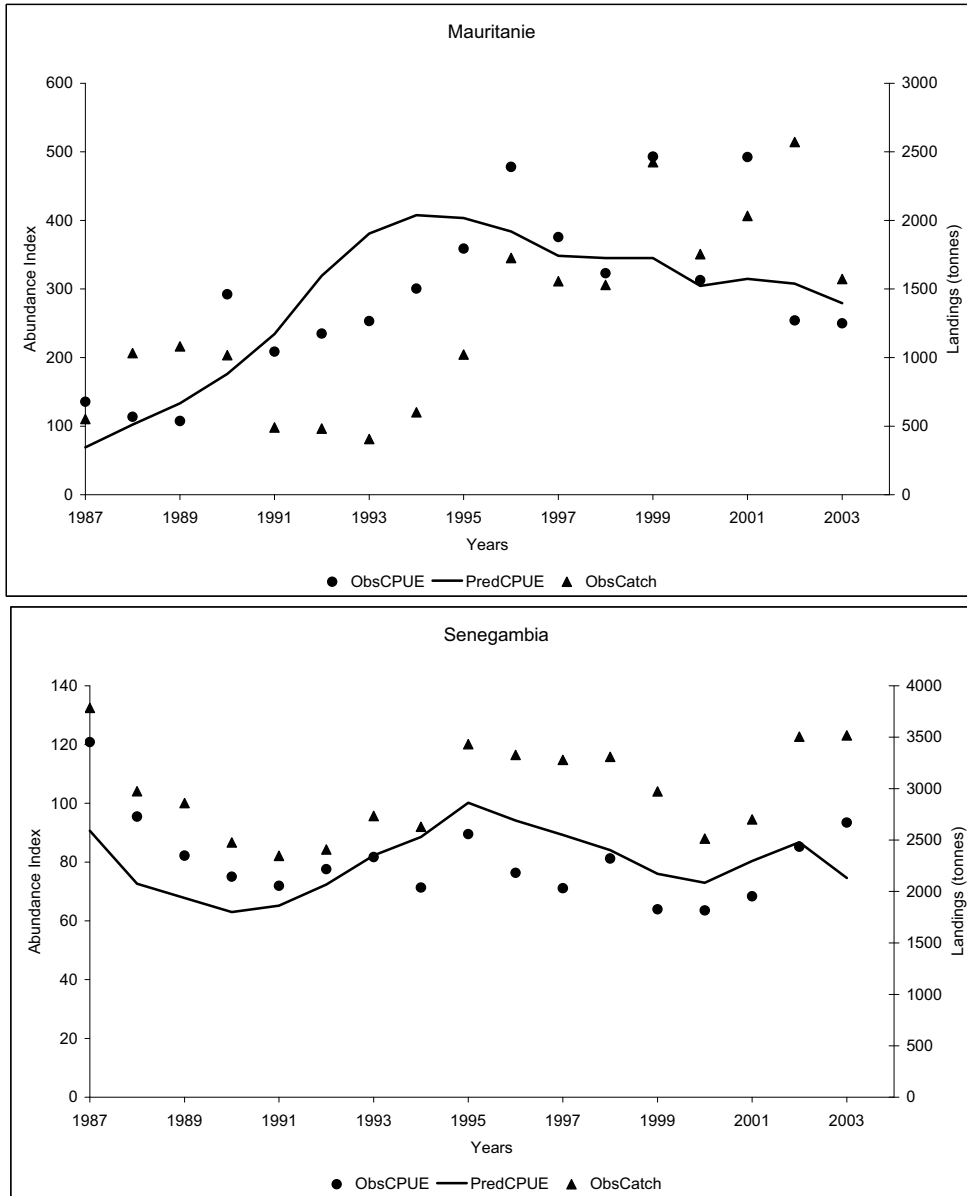 Mauritanie
600
500
400
300
200
100
0
Abundance Index
3000
2500
2000
1500
1000
500
0
Landings (tonnes)
1987 1989 1991 1993 1995 1997 1999 2001 2003
Years
ObsCPUE PredCPUE ObsCatch
Senegambia
140
120
100
80
60
40
20
0
Abundance Index
4000
3500
3000
2500
2000
1500
1000
500
0
Landings (tonnes)
1987 1989 1991 1993 1995 1997 1999 2001 2003
Years
ObsCPUE PredCPUE ObsCatch